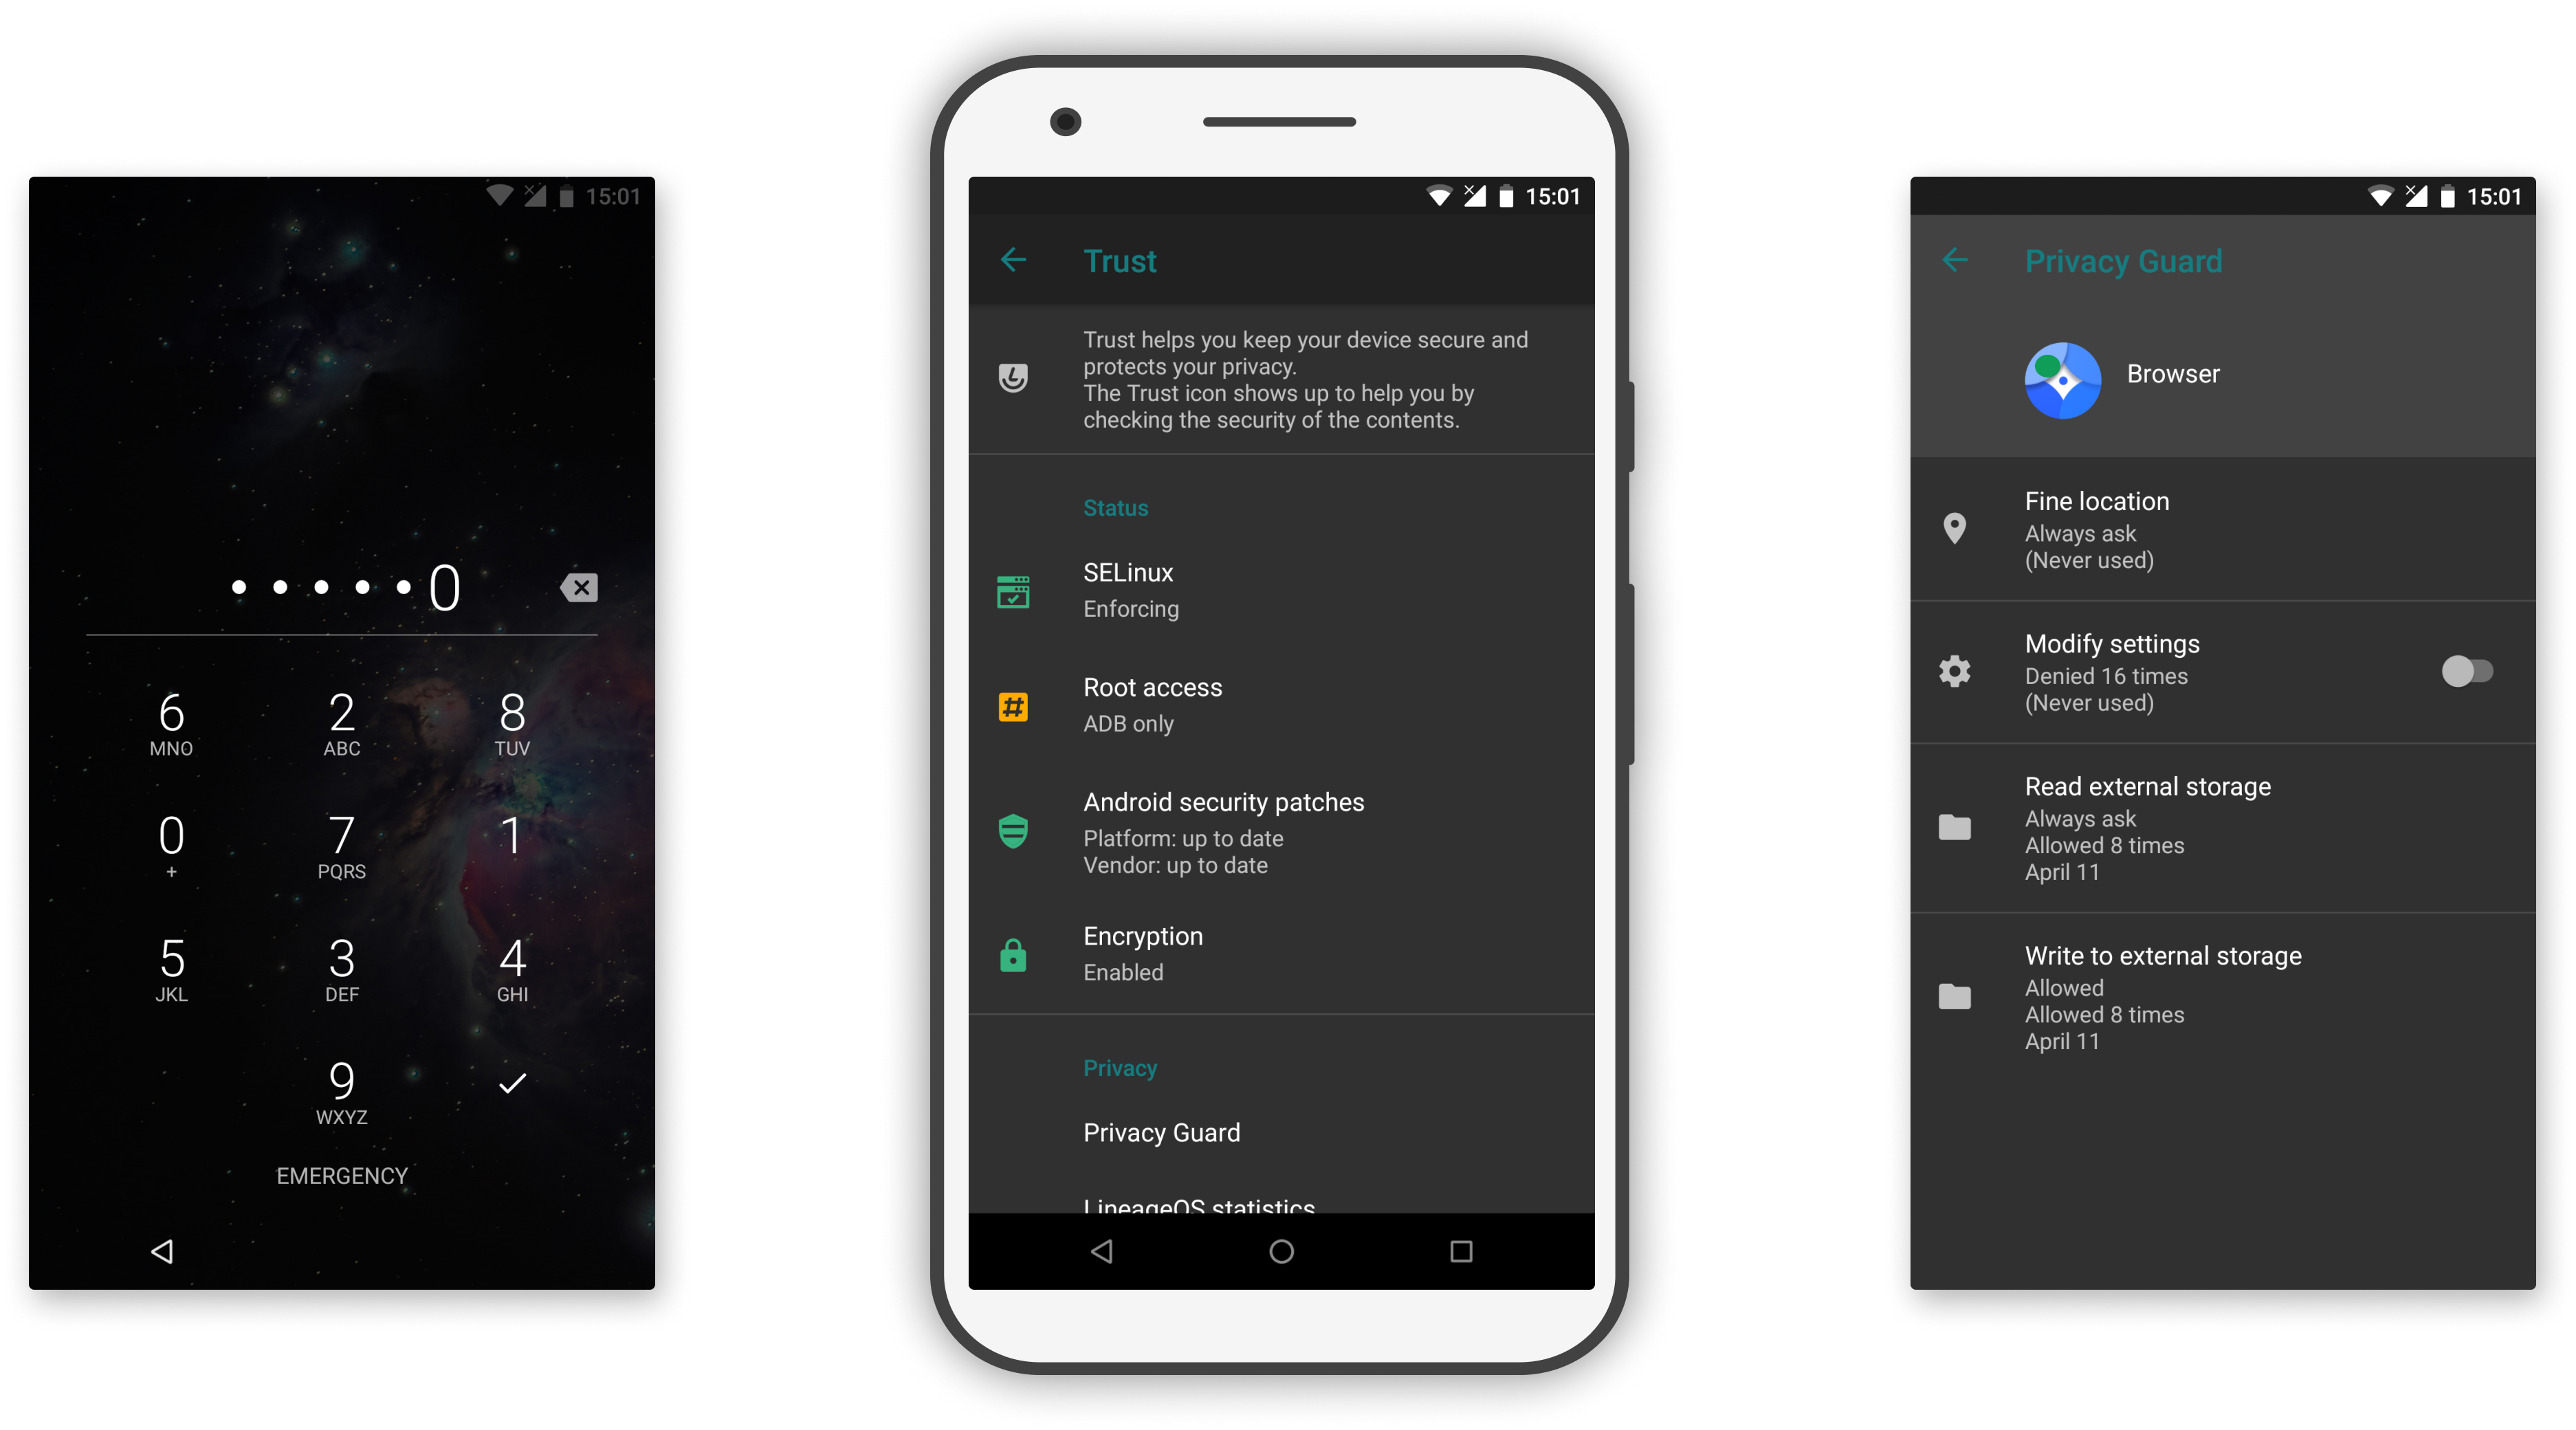 15:01
0
6 2 8
MNO ABC TUV
0 7 1
+ PQRS
5 3 4
JKL DEF GHI
9
WXYZ
EMERGENCY
15:01
Trust
Trust helps you keep your device secure and
protects your privacy.
The Trust icon shows up to help you by
checking the security of the contents.
Status
SELinux
Enforcing
Root access
ADB only
Android security patches
Platform: up to date
Vendor: up to date
Encryption
Enabled
Privacy
Privacy Guard
LineageOS statistics
15:01
Privacy Guard
Browser
Fine location
Always ask
(Never used)
Modify settings
Denied 16 times
(Never used)
Read external storage
Always ask
Allowed 8 times
April 11
Write to external storage
Allowed
Allowed 8 times
April 11